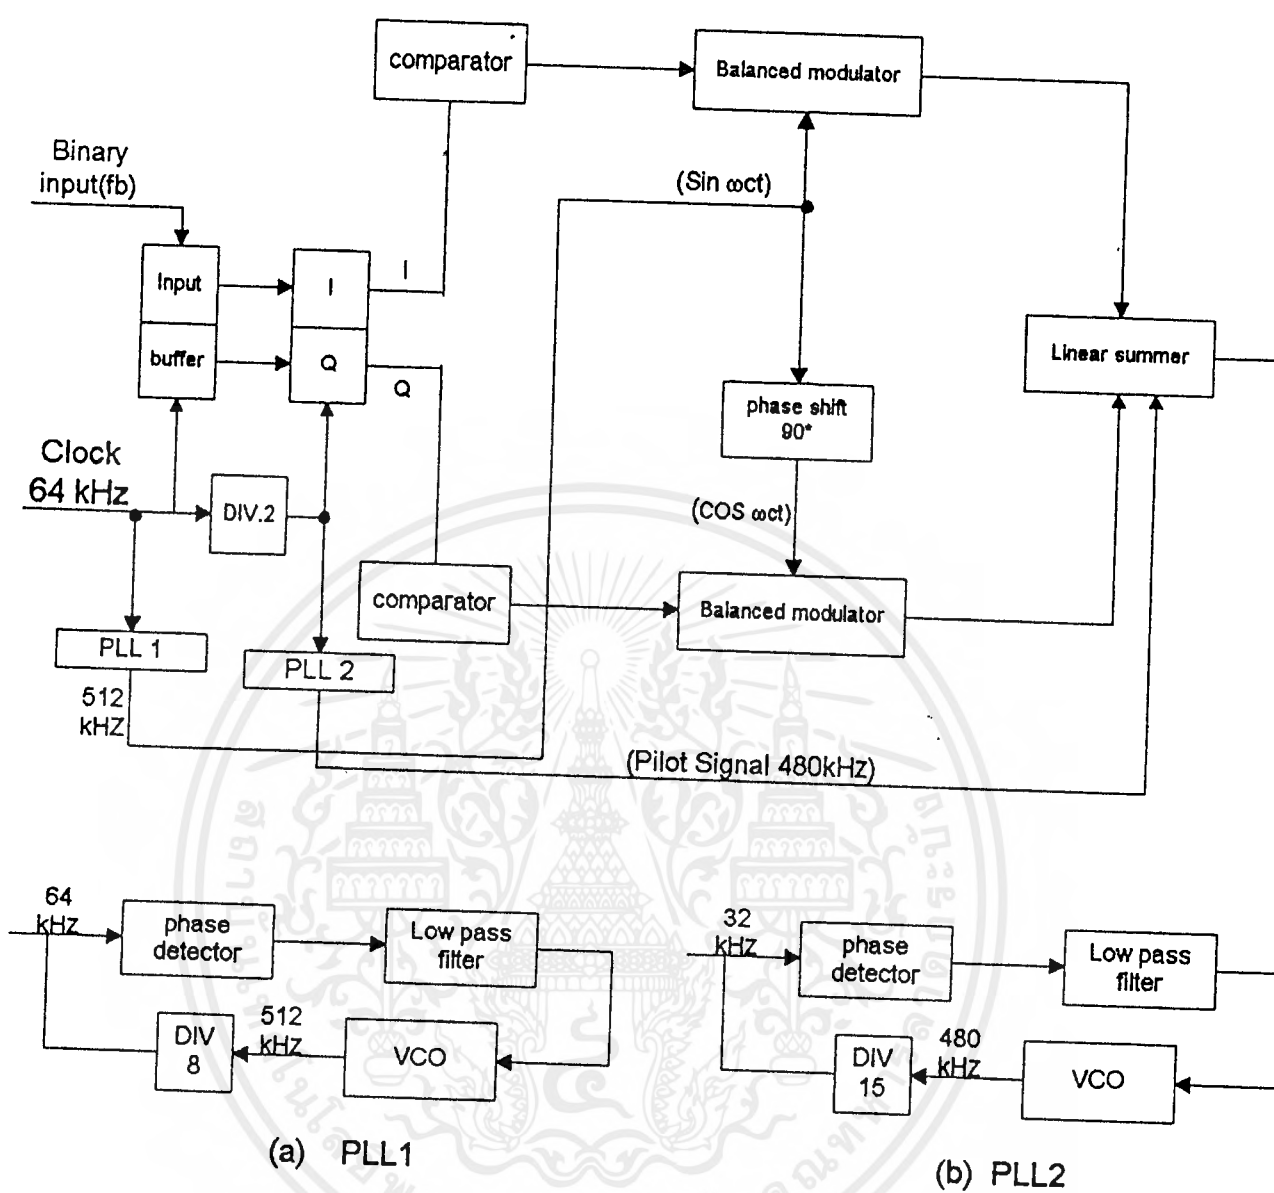 comparator
Balanced modulator
Binary
input(fb)
(Sin ωct)
Input
I
I
buffer
Q
Q
Linear summer
phase shift
90*
Clock
64 kHz
DIV.2
(COS ωct)
comparator
Balanced modulator
PLL 1
PLL 2
512
kHZ
(Pilot Signal 480kHz)
64
kHz
phase
detector
Low pass
filter
512
kHz
DIV
8
VCO
(a) PLL1
32
kHz
phase
detector
Low pass
filter
480
kHz
DIV
15
VCO
(b) PLL2